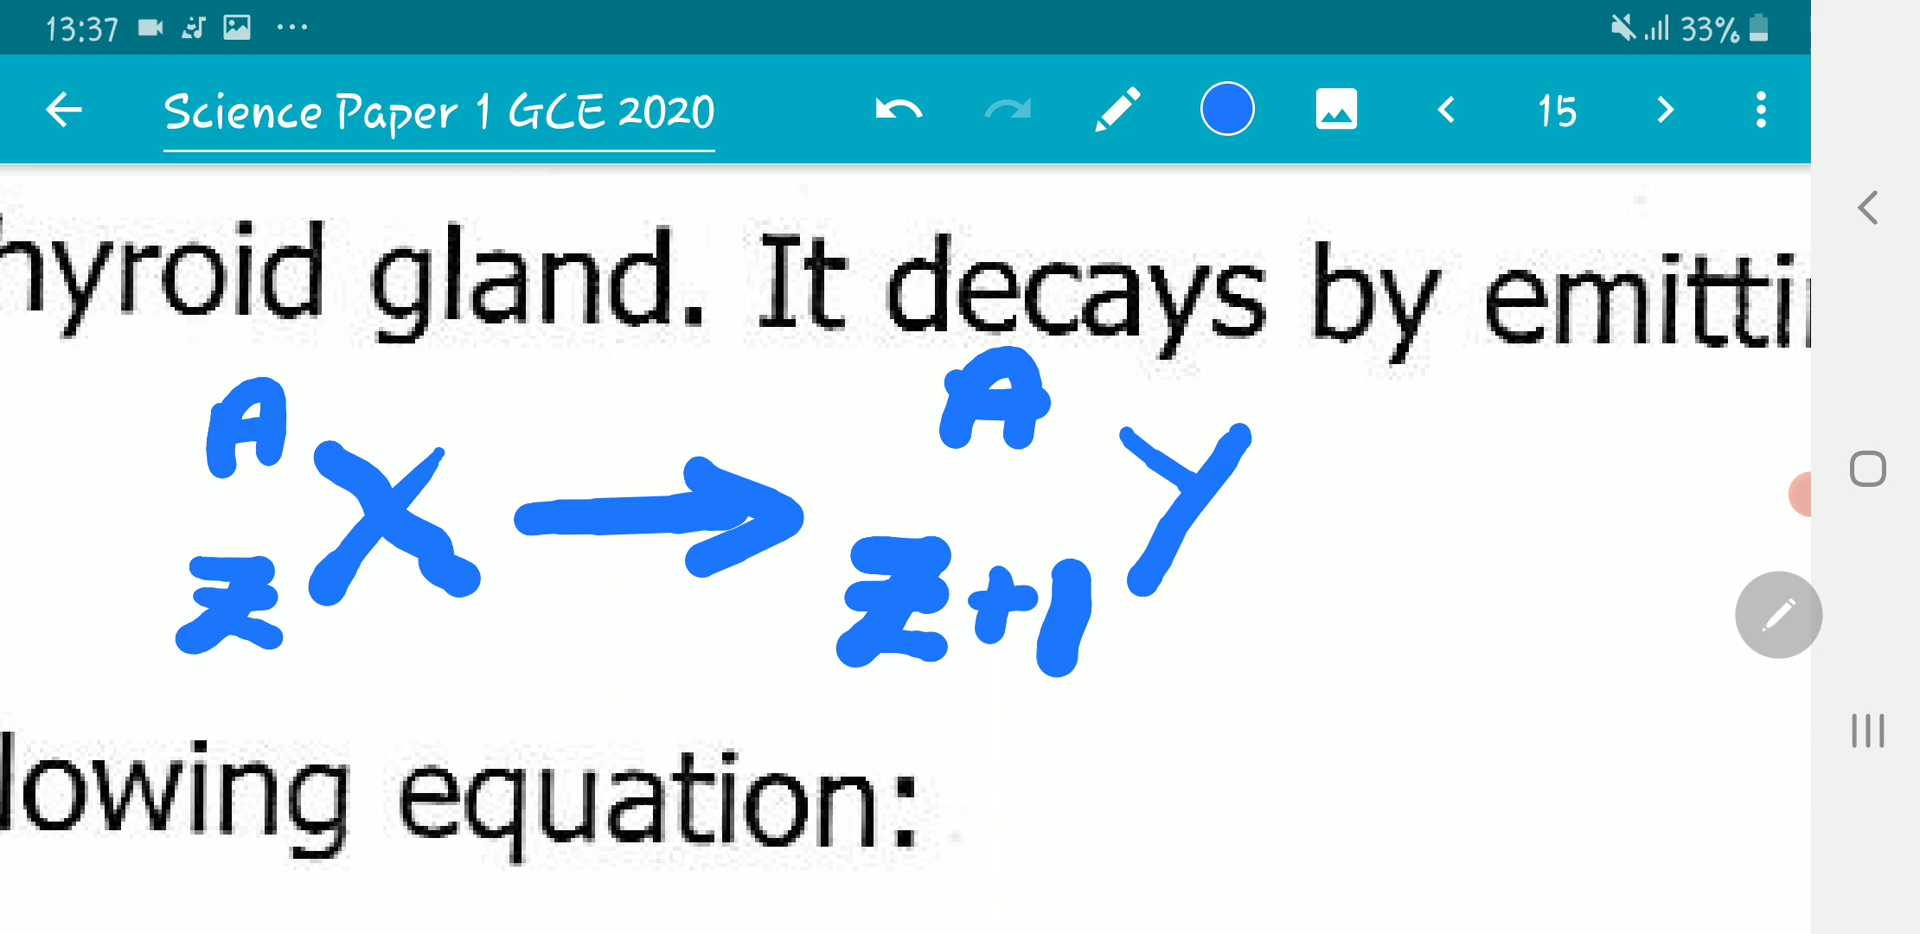 13:37 33%
Science Paper 1 GCE 2020 15
hyroid gland. It decays by emitti
A X → A Y
Z Z+1
lowing equation: